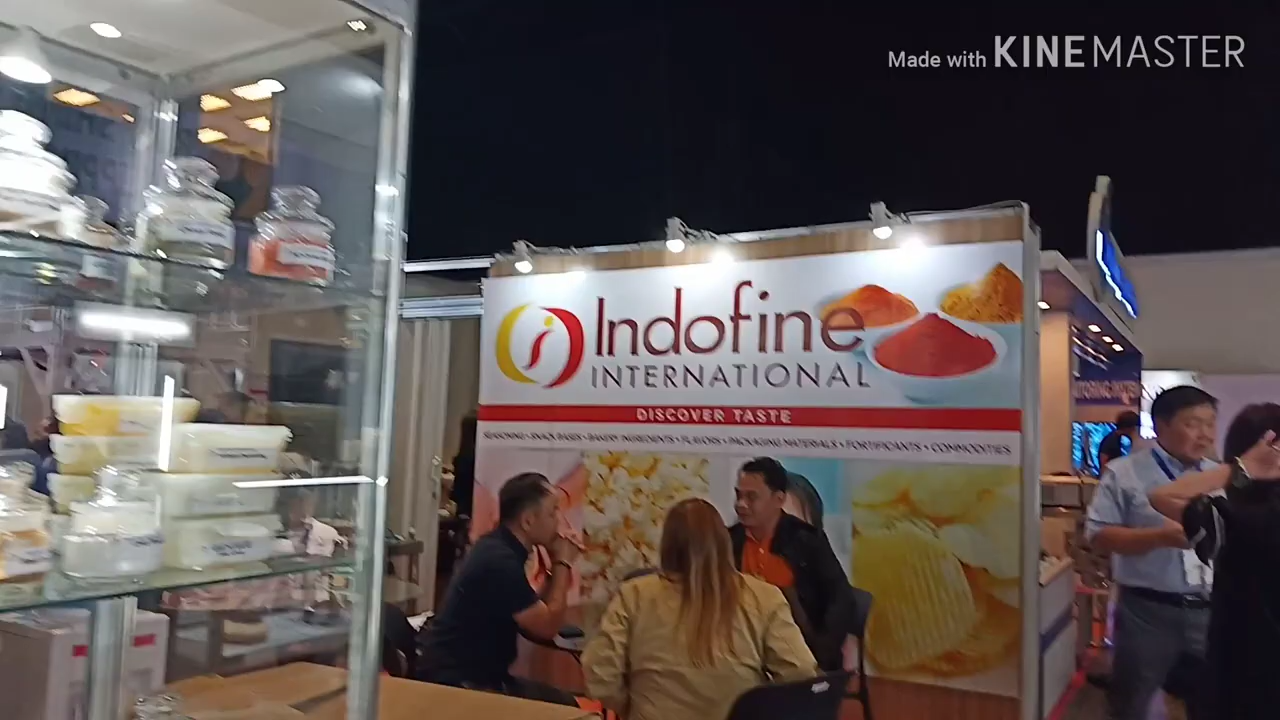 Made with KINEMASTER
Indofine
INTERNATIONAL
DISCOVER TASTE
SEASONING • SNACK BASES • BAKERY INGREDIENTS • FLAVORS • PACKAGING MATERIALS • FORTIFICANTS • COMMODITIES